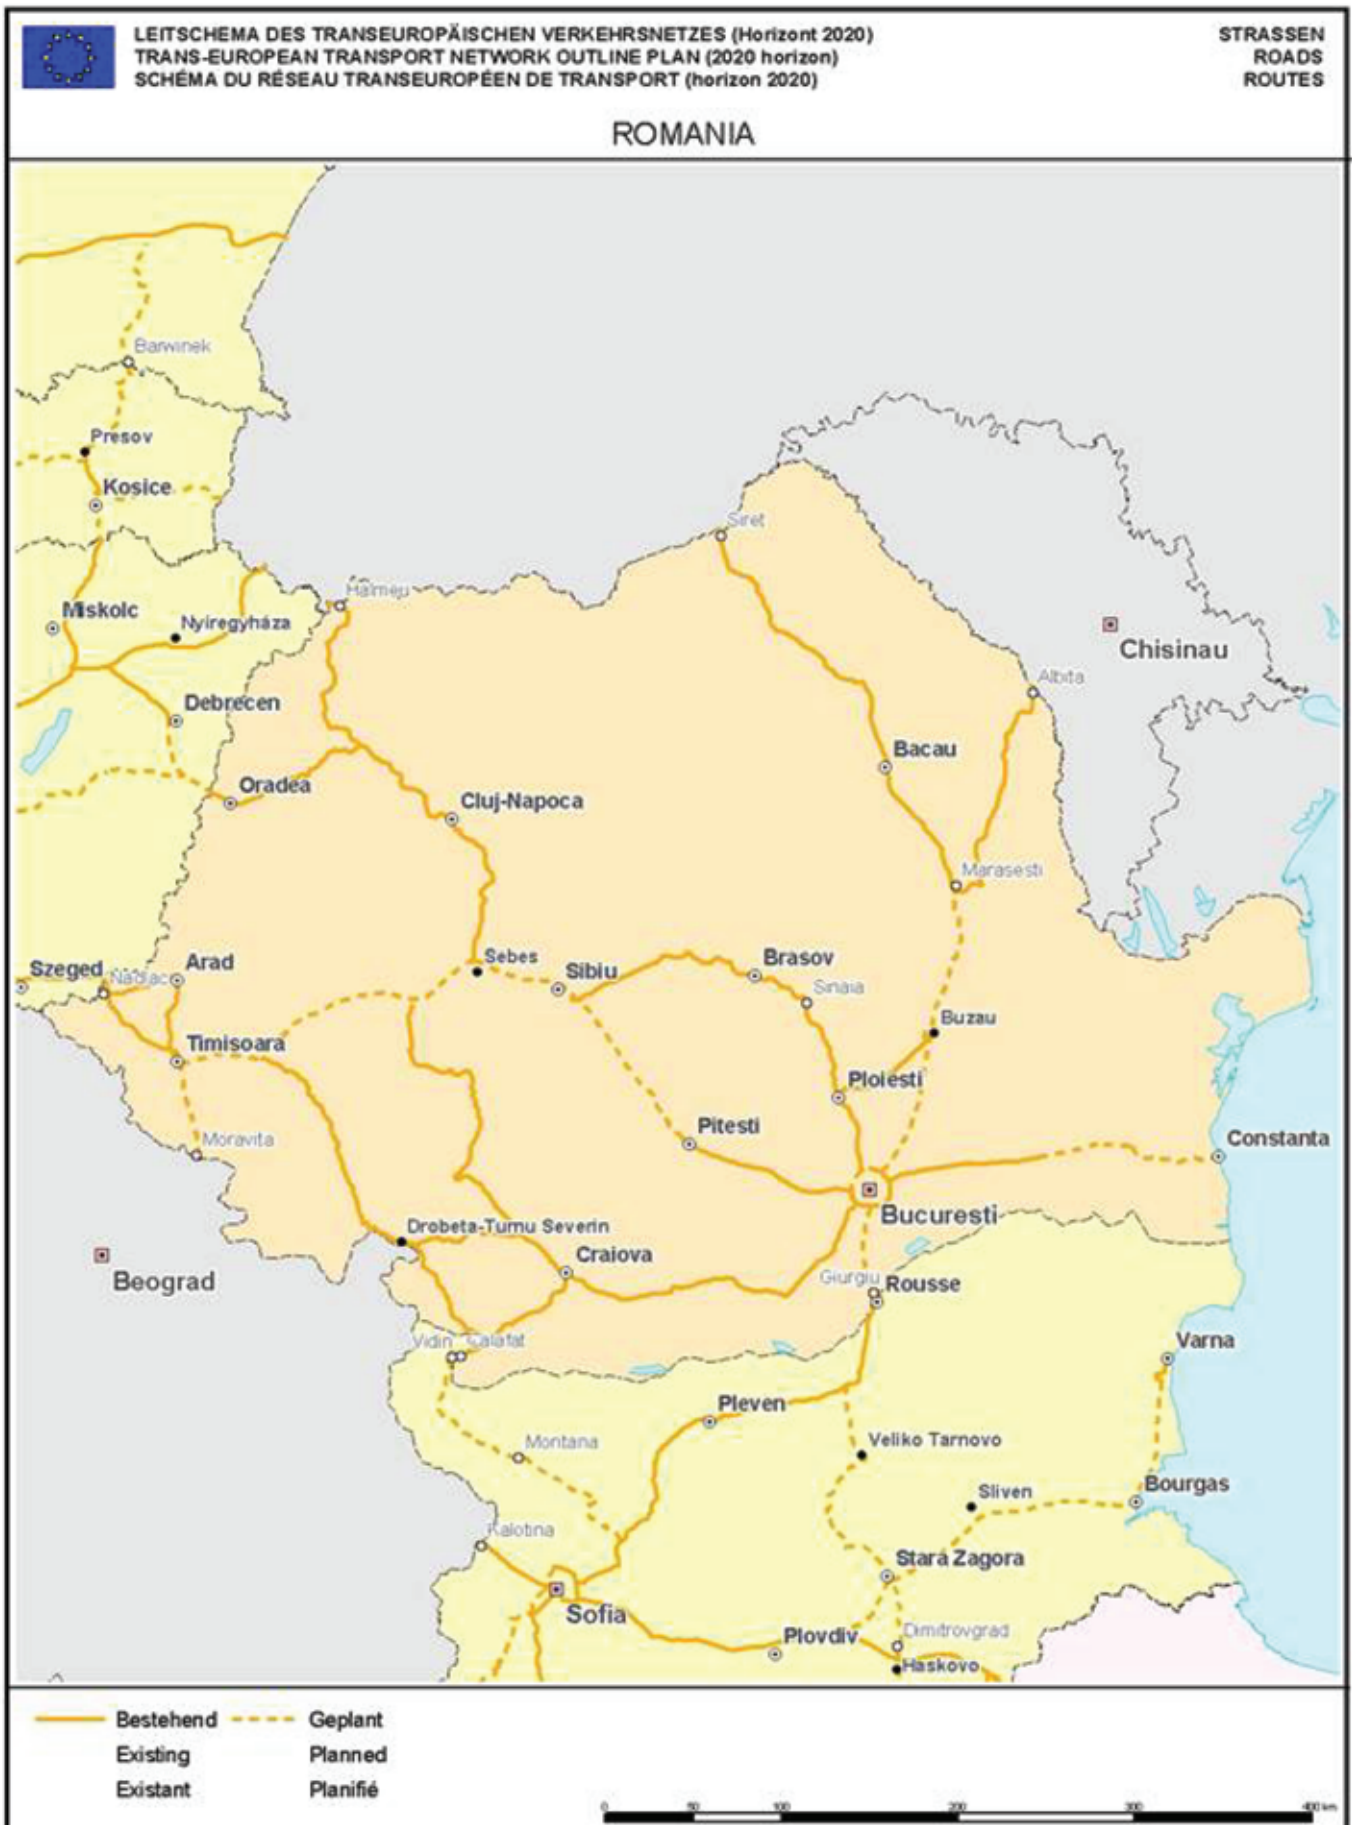 LEITSCHEMA DES TRANSEUROPÄISCHEN VERKEHRSNETZES (Horizont 2020)
TRANS-EUROPEAN TRANSPORT NETWORK OUTLINE PLAN (2020 horizon)
SCHÉMA DU RÉSEAU TRANSEUROPÉEN DE TRANSPORT (horizon 2020)
STRASSEN
ROADS
ROUTES
ROMANIA
Barwinek
Presov
Kosice
Siret
Halmeju
Miskolc
Nyíregyháza
Chisinau
Albita
Debrecen
Bacau
Oradea
Cluj-Napoca
Marasesti
Szeged
Nadlac
Arad
Sebes
Sibiu
Brasov
Sinaia
Buzau
Timisoara
Ploiesti
Pitesti
Moravita
Constanta
Bucuresti
Drobeta-Turnu Severin
Craiova
Beograd
Giurgiu
Rousse
Vidin
Calafat
Varna
Pleven
Montana
Veliko Tarnovo
Sliven
Bourgas
Kalotina
Stara Zagora
Sofia
Plovdiv
Dimitrovgrad
Haskovo
Bestehend
Geplant
Existing
Planned
Existant
Planifié
0 50 100 200 300 400 km